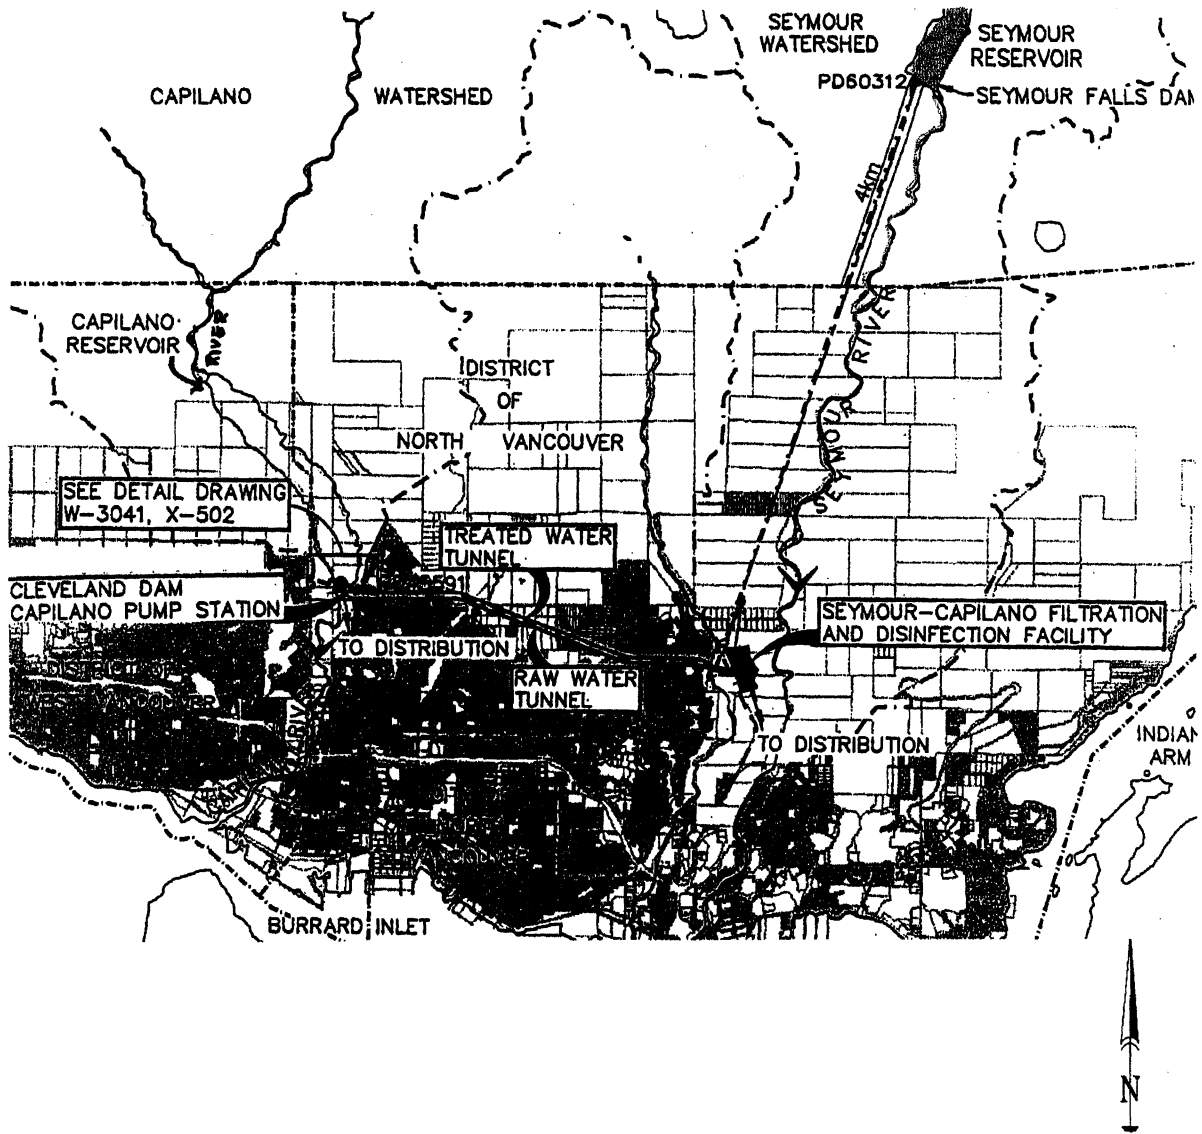 SEYMOUR
WATERSHED
SEYMOUR
RESERVOIR
PD60312
SEYMOUR FALLS DAM
CAPILANO
WATERSHED
4km
CAPILANO
RESERVOIR
RIVER
SEYMOUR RIVER
DISTRICT
OF
NORTH VANCOUVER
SEE DETAIL DRAWING
W-3041, X-502
TREATED WATER
TUNNEL
CLEVELAND DAM
CAPILANO PUMP STATION
SEYMOUR-CAPILANO FILTRATION
AND DISINFECTION FACILITY
TO DISTRIBUTION
RAW WATER
TUNNEL
TO DISTRIBUTION
INDIAN
ARM
BURRARD INLET
N